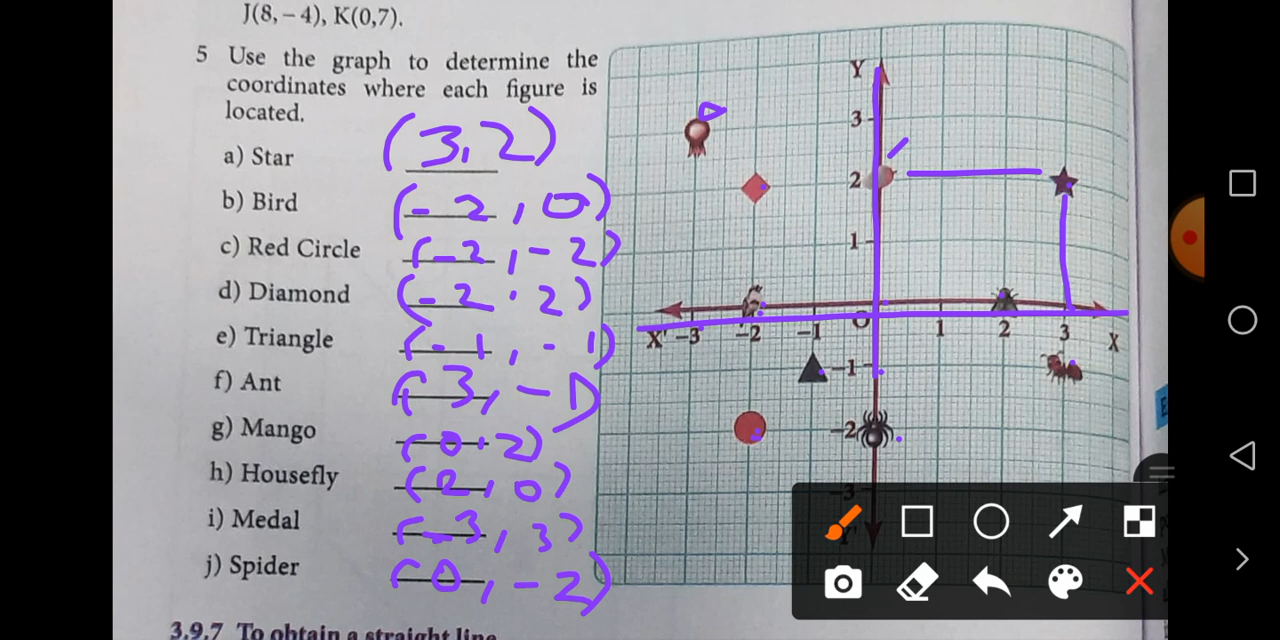 J(8, – 4), K(0,7).
5 Use the graph to determine the
coordinates where each figure is
located.
a) Star (3, 2)
b) Bird (- 2, 0)
c) Red Circle (-2, -2)
d) Diamond (-2, 2)
e) Triangle (-1, -1)
f) Ant (3, -1)
g) Mango (0, 2)
h) Housefly (2, 0)
i) Medal (-3, 3)
j) Spider (0, -2)
3.9.7 To obtain a straight line
Y
3
2
1
X' –3 –2 –1 O 1 2 3 X
–1
–2
–3
Y'